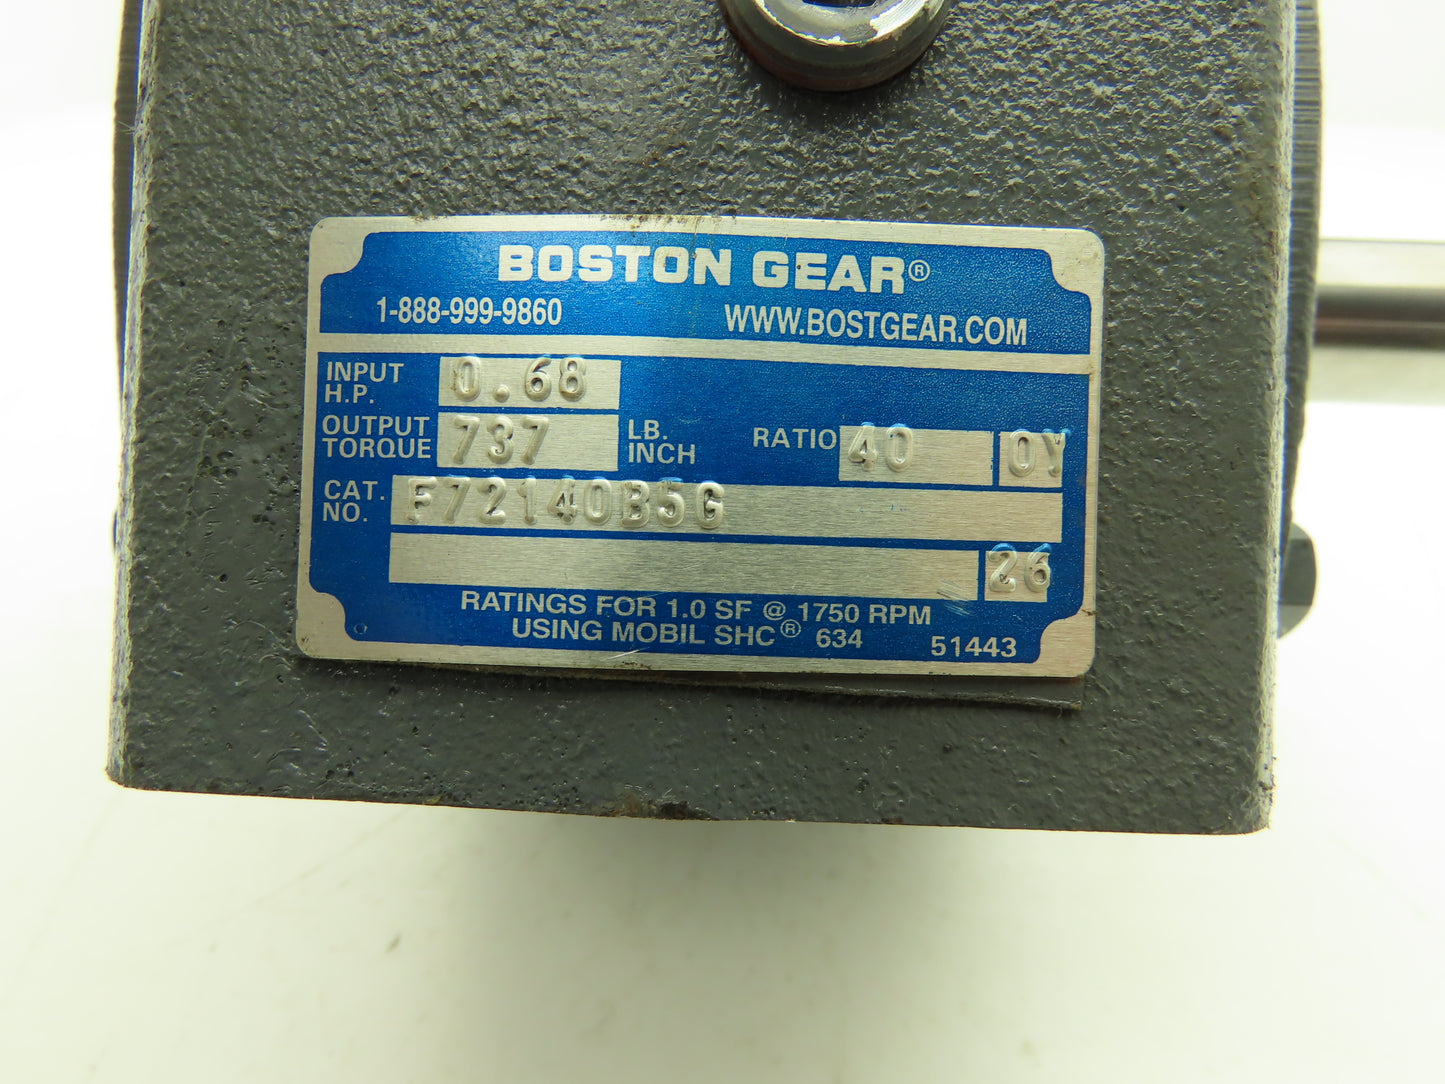 BOSTON GEAR®
1-888-999-9860 WWW.BOSTGEAR.COM
INPUT H.P. 0.68
OUTPUT TORQUE 737 LB. INCH RATIO 40 0Y
CAT. NO. F72140B5G
26
RATINGS FOR 1.0 SF @ 1750 RPM
USING MOBIL SHC® 634 51443